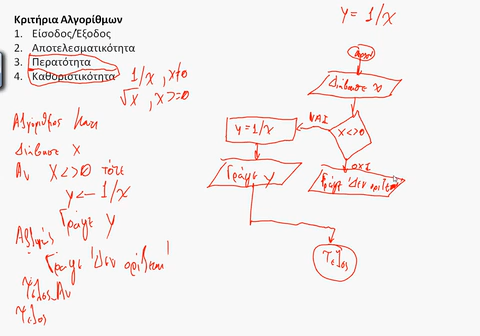 Κριτήρια Αλγορίθμων
1. Είσοδος/Έξοδος
2. Αποτελεσματικότητα
3. Περατότητα
4. Καθοριστικότητα
1/x , x≠0
√x , x>=0
Αλγόριθμος
Διάβασε x
Αν x<>0 τότε
y<-- 1/x
Γράψε y
Αλλιώς
Γράψε 'Δεν ορίζεται'
Τέλος_Αν
Τέλος
y = 1/x
Αρχή
Διάβασε x
x<>0
ΝΑΙ
y=1/x
Γράψε y
ΟΧΙ
Γράψε 'Δεν ορίζεται
Τέλος